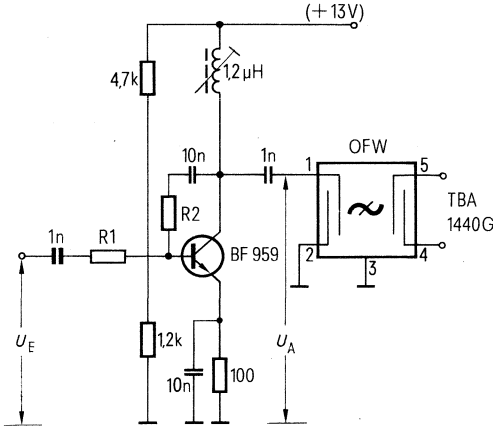 (+13V)
4,7k
1,2µH
10n
1n
OFW
1
5
R2
TBA
1440G
1n
R1
BF 959
2
3
4
uE
1,2k
10n
100
uA